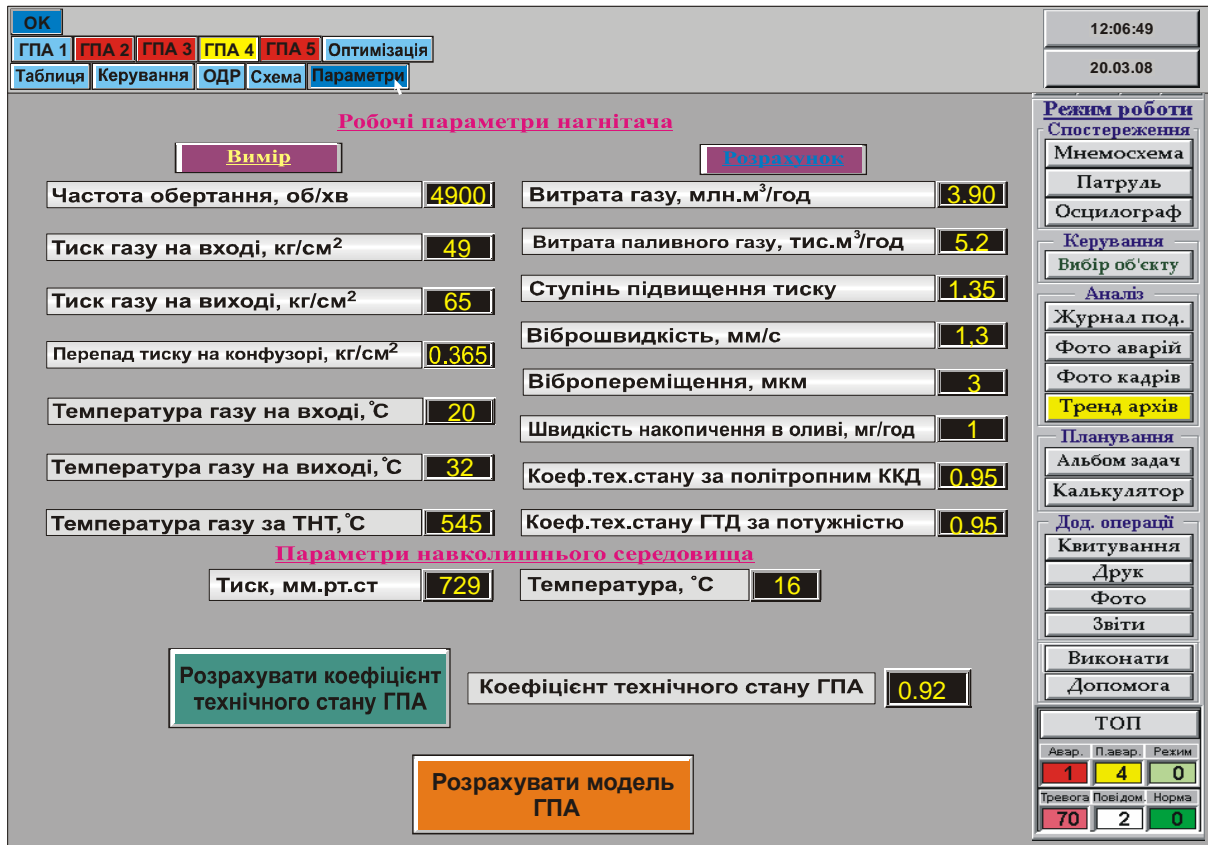 ОК
ГПА 1 ГПА 2 ГПА 3 ГПА 4 ГПА 5 Оптимізація
Таблиця Керування ОДР Схема Параметри
12:06:49
20.03.08
Робочі параметри нагнітача
Вимір
Частота обертання, об/хв 4900
Тиск газу на вході, кг/см² 49
Тиск газу на виході, кг/см² 65
Перепад тиску на конфузорі, кг/см² 0.365
Температура газу на вході,°С 20
Температура газу на виході,°С 32
Температура газу за ТНТ,°С 545
Розрахунок
Витрата газу, млн.м³/год 3.90
Витрата паливного газу, тис.м³/год 5,2
Ступінь підвищення тиску 1.35
Віброшвидкість, мм/с 1,3
Вібропереміщення, мкм 3
Швидкість накопичення в оливі, мг/год 1
Коеф.тех.стану за політропним ККД 0.95
Коеф.тех.стану ГТД за потужністю 0.95
Параметри навколишнього середовища
Тиск, мм.рт.ст 729 Температура, °С 16
Розрахувати коефіцієнт
технічного стану ГПА
Коефіцієнт технічного стану ГПА 0.92
Розрахувати модель
ГПА
Режим роботи
Спостереження
Мнемосхема
Патруль
Осцилограф
Керування
Вибір об'єкту
Аналіз
Журнал под.
Фото аварій
Фото кадрів
Тренд архів
Планування
Альбом задач
Калькулятор
Дод. операції
Квитування
Друк
Фото
Звіти
Виконати
Допомога
ТОП
Авар. П.авар. Режим
1 4 0
Тревога Повідом. Норма
70 2 0